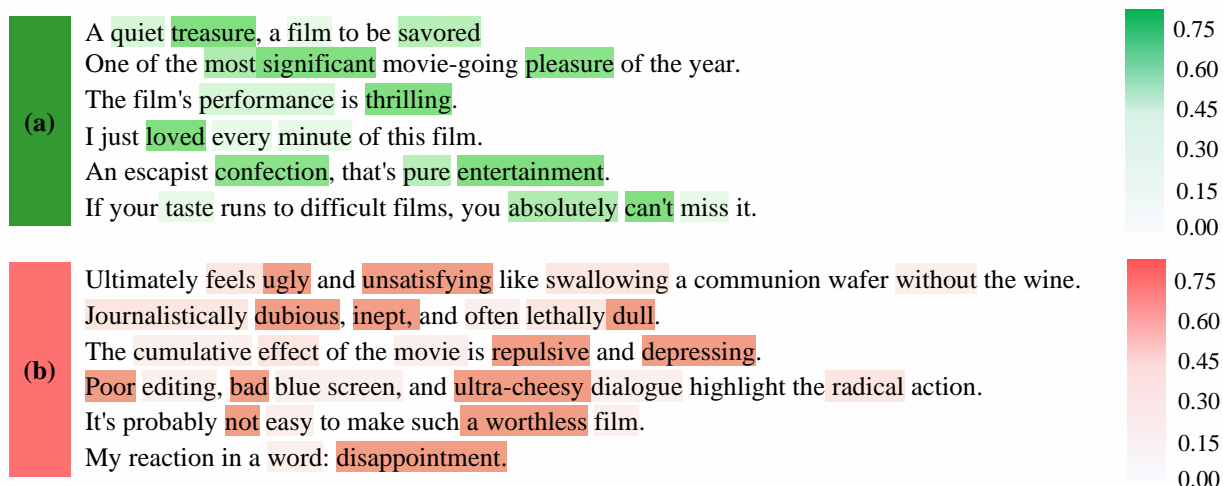 A quiet treasure, a film to be savored
One of the most significant movie-going pleasure of the year.
The film's performance is thrilling.
(a)
I just loved every minute of this film.
An escapist confection, that's pure entertainment.
If your taste runs to difficult films, you absolutely can't miss it.
0.75
0.60
0.45
0.30
0.15
0.00
Ultimately feels ugly and unsatisfying like swallowing a communion wafer without the wine.
Journalistically dubious, inept, and often lethally dull.
The cumulative effect of the movie is repulsive and depressing.
(b)
Poor editing, bad blue screen, and ultra-cheesy dialogue highlight the radical action.
It's probably not easy to make such a worthless film.
My reaction in a word: disappointment.
0.75
0.60
0.45
0.30
0.15
0.00